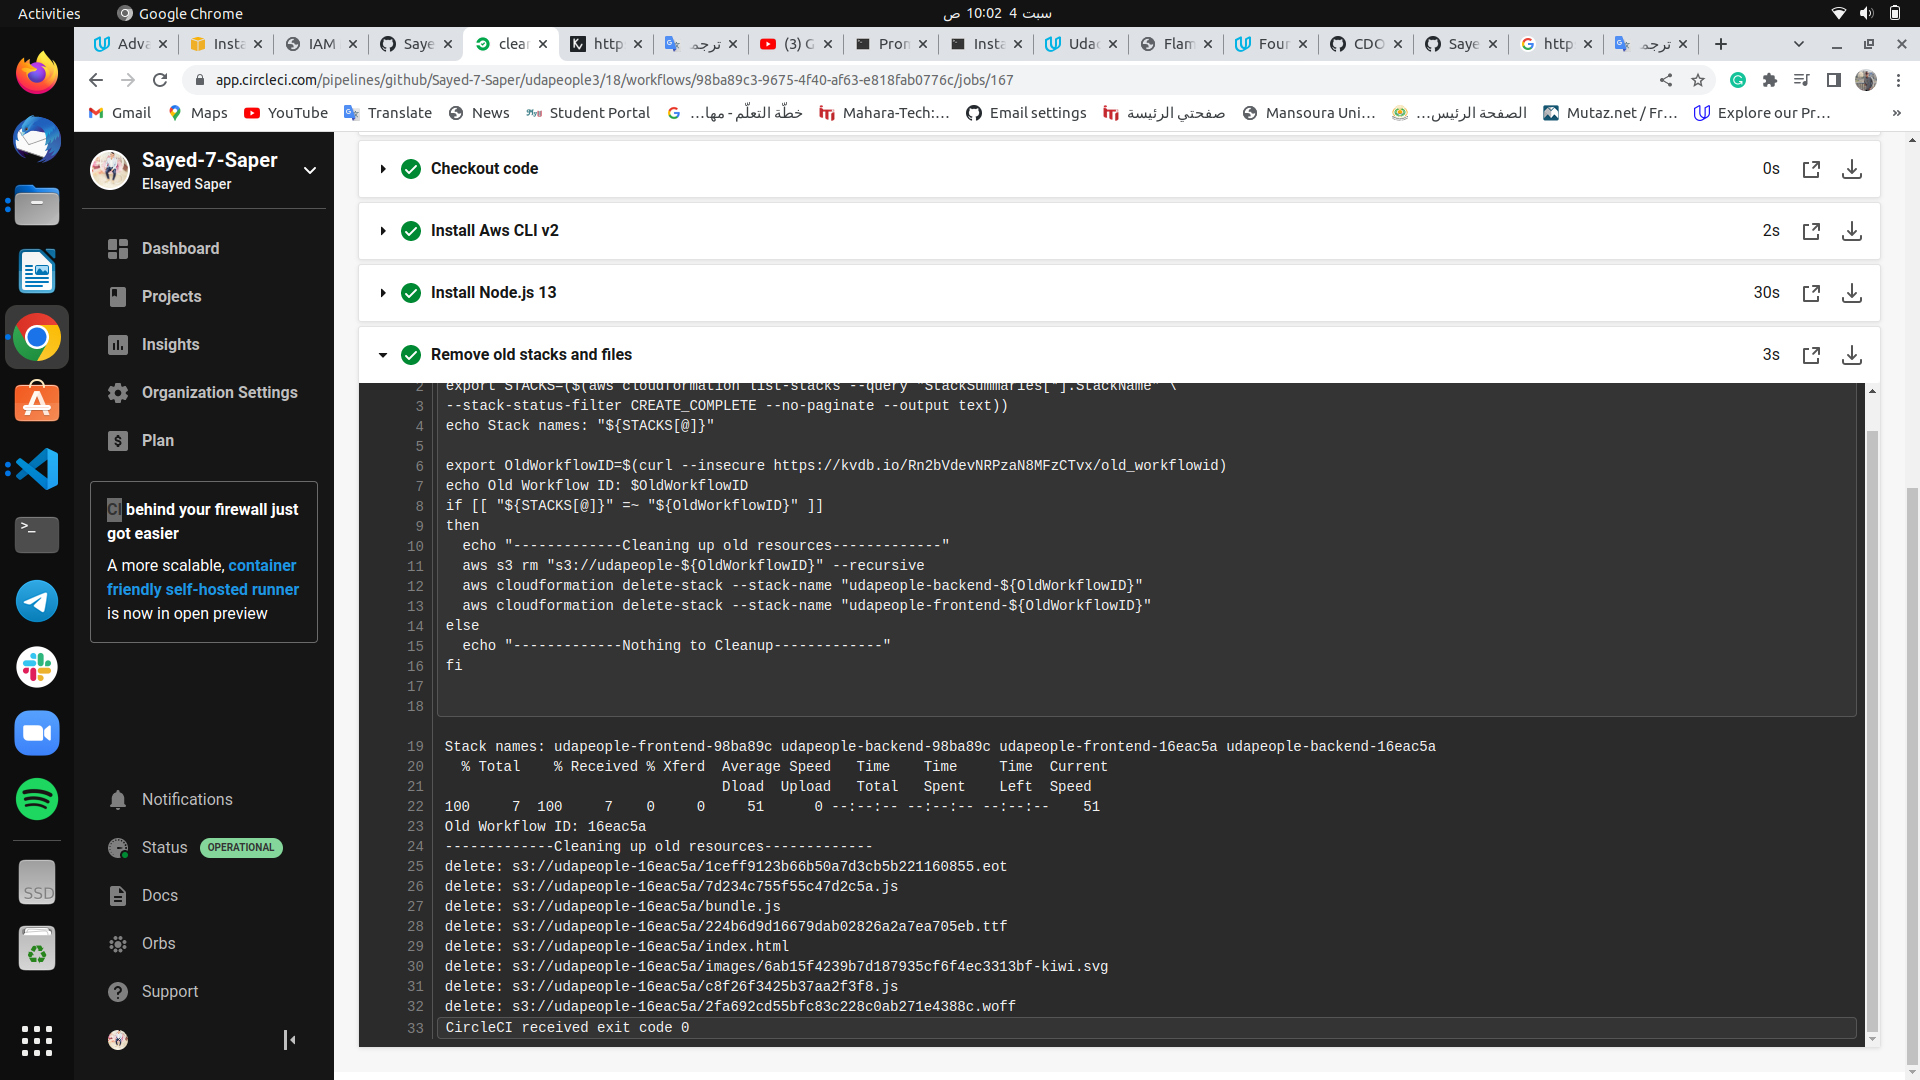 Activities
Google Chrome
سبت 4 10:02 ص
Adva
Insta
IAM
Saye
clear
http
ترجمة
(3) G
Pron
Insta
Udac
Flam
Four
CDO
Saye
http
ترجمة
app.circleci.com/pipelines/github/Sayed-7-Saper/udapeople3/18/workflows/98ba89c3-9675-4f40-af63-e818fab0776c/jobs/167
Gmail
Maps
YouTube
Translate
News
Student Portal
خطّة التعلّم - مها...
Mahara-Tech:...
Email settings
صفحتي الرئيسة
Mansoura Uni...
الصفحة الرئيس...
Mutaz.net / Fr...
Explore our Pr...
»
Sayed-7-Saper
Elsayed Saper
Dashboard
Projects
Insights
Organization Settings
Plan
CI behind your firewall just
got easier
A more scalable, container
friendly self-hosted runner
is now in open preview
Notifications
Status OPERATIONAL
Docs
Orbs
Support
SSD
Checkout code 0s
Install Aws CLI v2 2s
Install Node.js 13 30s
Remove old stacks and files 3s
2 export STACKS=($(aws cloudformation list-stacks --query "StackSummaries[*].StackName" \
3 --stack-status-filter CREATE_COMPLETE --no-paginate --output text))
4 echo Stack names: "${STACKS[@]}"
5
6 export OldWorkflowID=$(curl --insecure https://kvdb.io/Rn2bVdevNRPzaN8MFzCTvx/old_workflowid)
7 echo Old Workflow ID: $OldWorkflowID
8 if [[ "${STACKS[@]}" =~ "${OldWorkflowID}" ]]
9 then
10 echo "-------------Cleaning up old resources-------------"
11 aws s3 rm "s3://udapeople-${OldWorkflowID}" --recursive
12 aws cloudformation delete-stack --stack-name "udapeople-backend-${OldWorkflowID}"
13 aws cloudformation delete-stack --stack-name "udapeople-frontend-${OldWorkflowID}"
14 else
15 echo "-------------Nothing to Cleanup-------------"
16 fi
17
18
19 Stack names: udapeople-frontend-98ba89c udapeople-backend-98ba89c udapeople-frontend-16eac5a udapeople-backend-16eac5a
20 % Total % Received % Xferd Average Speed Time Time Time Current
21 Dload Upload Total Spent Left Speed
22 100 7 100 7 0 0 51 0 --:--:-- --:--:-- --:--:-- 51
23 Old Workflow ID: 16eac5a
24 -------------Cleaning up old resources-------------
25 delete: s3://udapeople-16eac5a/1ceff9123b66b50a7d3cb5b221160855.eot
26 delete: s3://udapeople-16eac5a/7d234c755f55c47d2c5a.js
27 delete: s3://udapeople-16eac5a/bundle.js
28 delete: s3://udapeople-16eac5a/224b6d9d16679dab02826a2a7ea705eb.ttf
29 delete: s3://udapeople-16eac5a/index.html
30 delete: s3://udapeople-16eac5a/images/6ab15f4239b7d187935cf6f4ec3313bf-kiwi.svg
31 delete: s3://udapeople-16eac5a/c8f26f3425b37aa2f3f8.js
32 delete: s3://udapeople-16eac5a/2fa692cd55bfc83c228c0ab271e4388c.woff
33 CircleCI received exit code 0